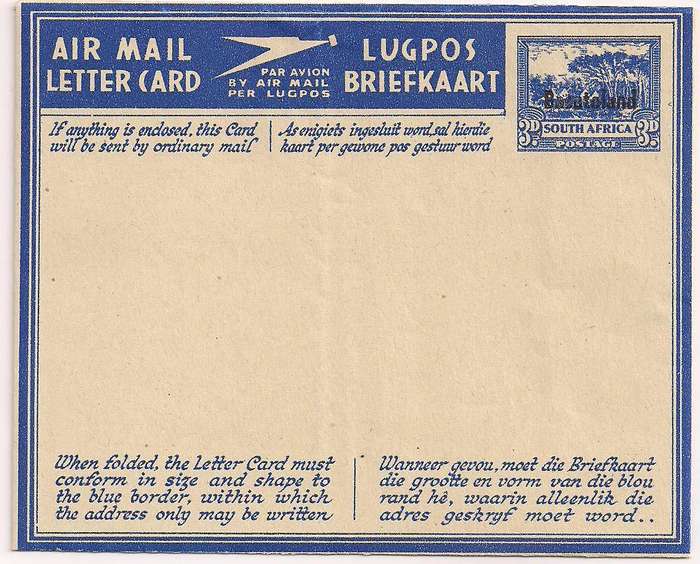 AIR MAIL
LETTER CARD
PAR AVION
BY AIR MAIL
PER LUGPOS
LUGPOS
BRIEFKAART
Basutoland
3D SOUTH AFRICA 3D
POSTAGE
If anything is enclosed, this Card
will be sent by ordinary mail
As enigiets ingesluit word, sal hierdie
kaart per gewone pos gestuur word
When folded, the Letter Card must
conform in size and shape to
the blue border, within which
the address only may be written
Wanneer gevou, moet die Briefkaart
die grootte en vorm van die blou
rand hê, waarin alleenlik die
adres geskryf moet word..